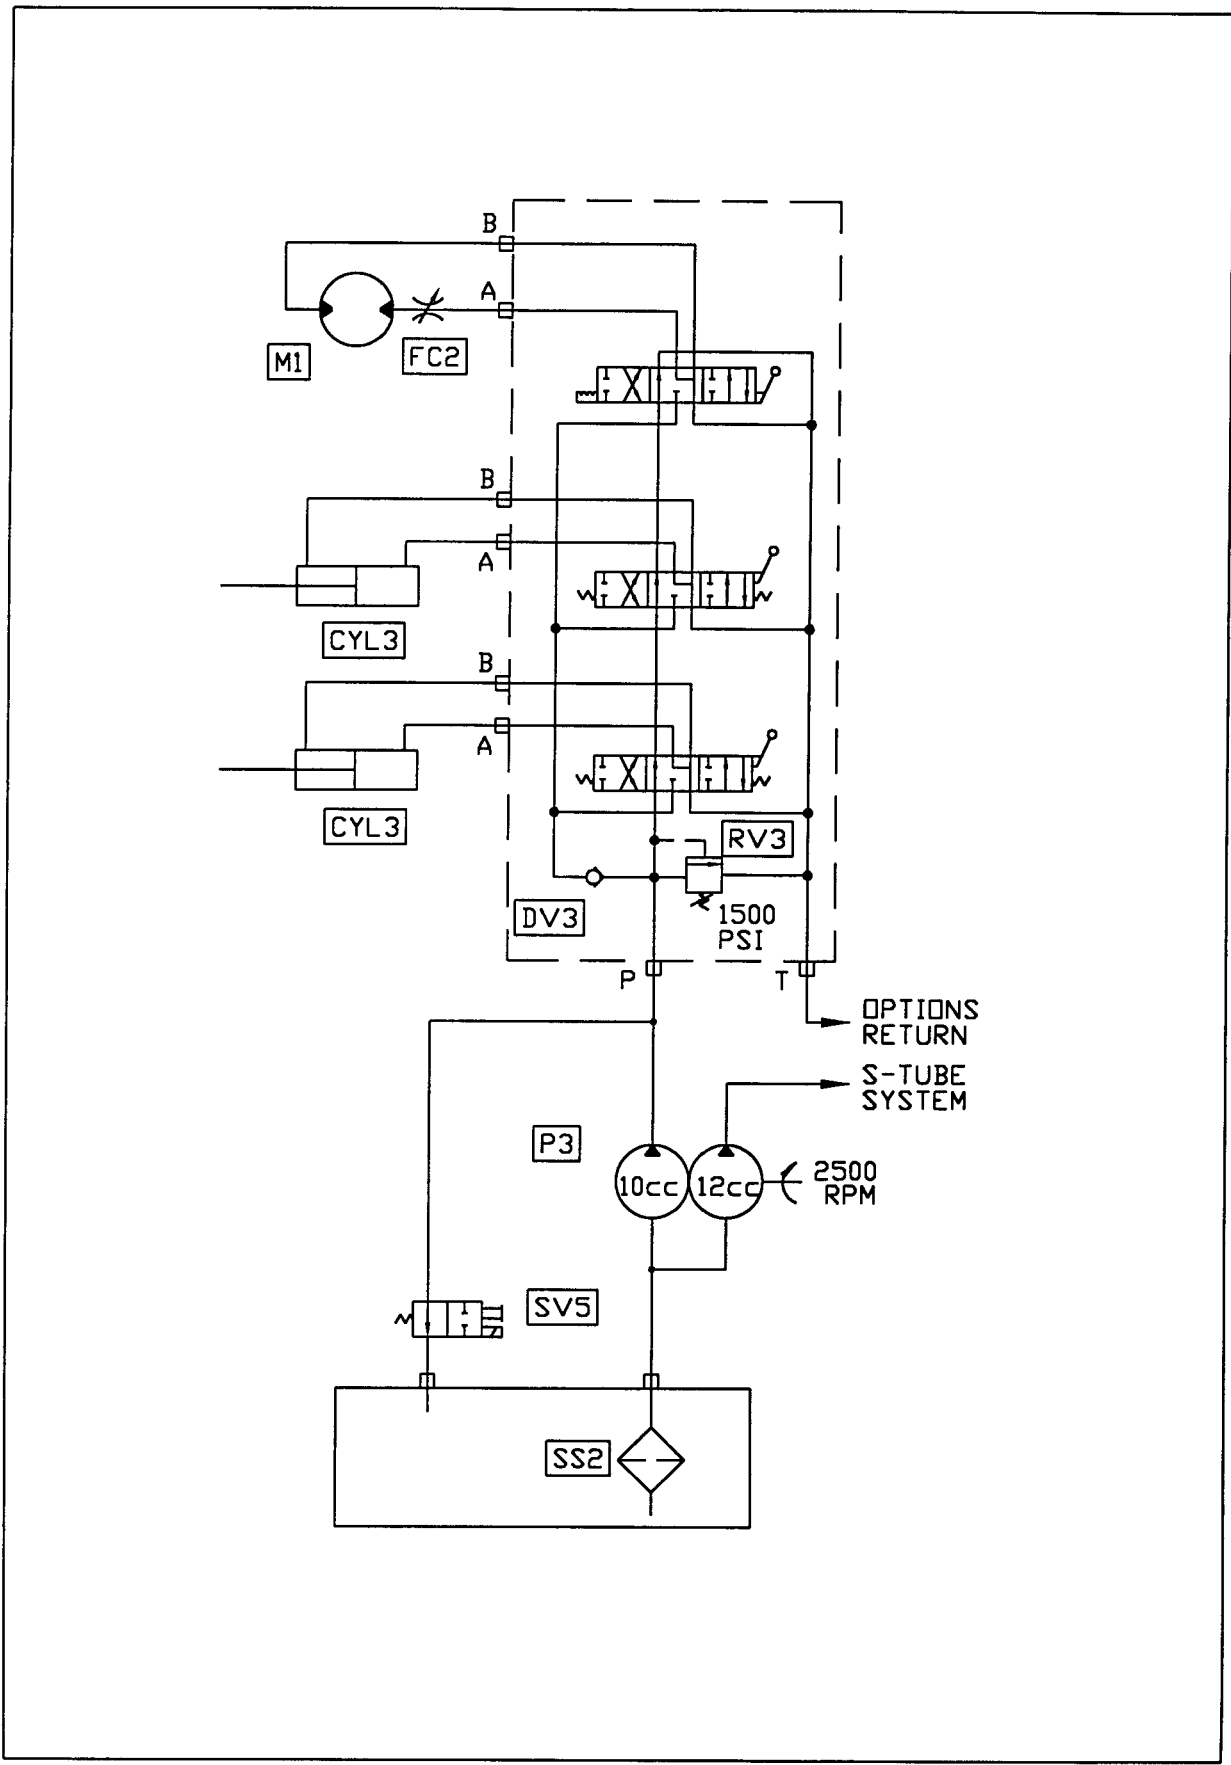 B
A
M1
FC2
B
A
CYL3
B
A
CYL3
RV3
DV3
1500
PSI
P
T
OPTIONS
RETURN
S-TUBE
SYSTEM
P3
10cc
12cc
2500
RPM
SV5
SS2